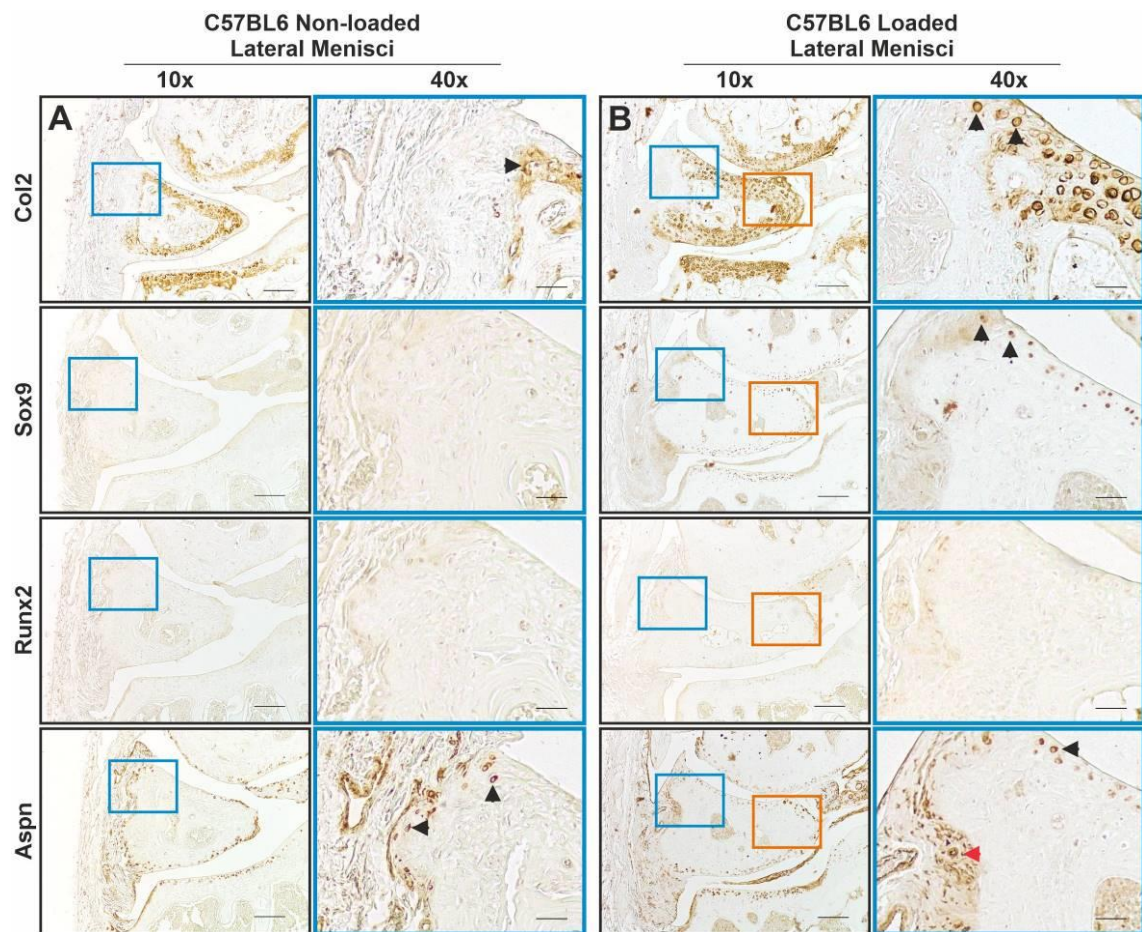 C57BL6 Non-loaded
Lateral Menisci
C57BL6 Loaded
Lateral Menisci
10x
40x
10x
40x
A
B
Col2
Sox9
Runx2
Aspn